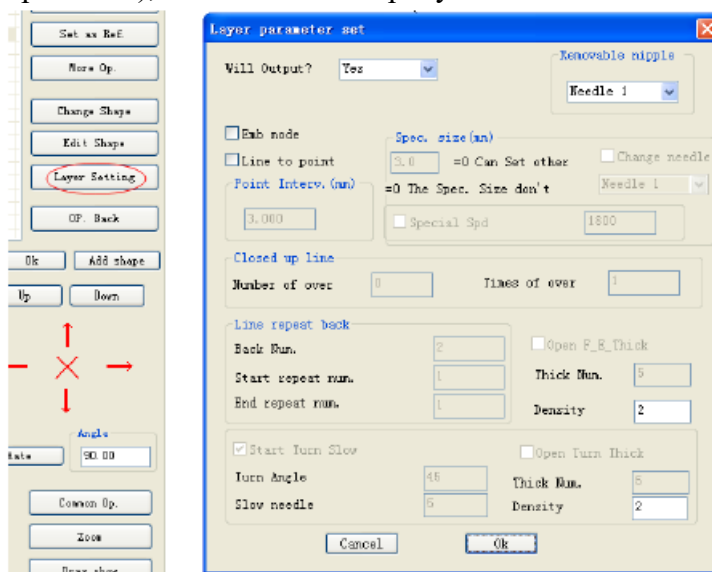 Set as Ref.
More Op.
Change Shape
Edit Shape
Layer Setting
OP. Back
Ok
Add shape
Up
Down
Angle
90.00
Common Op.
Zoom
Layer parameter set
Will Output?
Yes
Removable nipple
Needle 1
Emb node
Line to point
Point Interv.(mm)
3.000
Spec. size(mm)
3.0
=0 Can Set other
Change needle
=0 The Spec. Size don't
Needle 1
Special Spd
1800
Closed up line
Number of over
0
Times of over
1
Line repeat back
Back Num.
2
Start repeat num.
1
End repeat num.
1
Open F_E_Thick
Thick Num.
5
Denzity
2
Start Turn Slow
Turn Angle
45
Slow needle
5
Open Turn Thick
Thick Num.
5
Denzity
2
Cancel
Ok